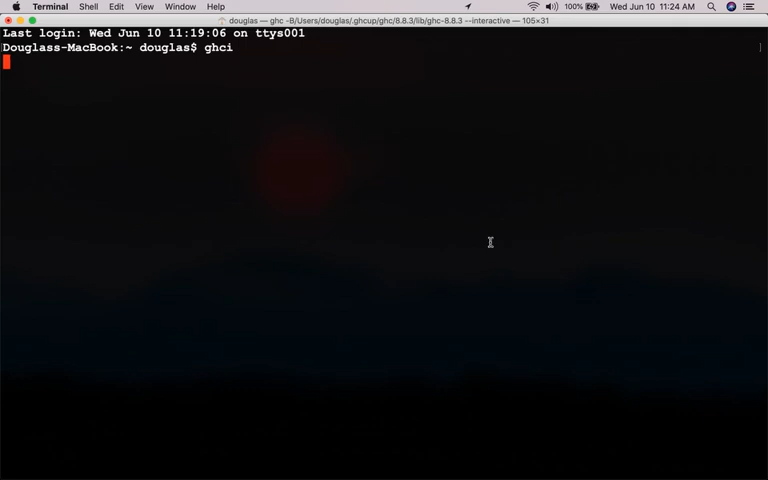 Terminal Shell Edit View Window Help 100% Wed Jun 10 11:24 AM
douglas — ghc -B/Users/douglas/.ghcup/ghc/8.8.3/lib/ghc-8.8.3 --interactive — 105×31
Last login: Wed Jun 10 11:19:06 on ttys001
Douglass-MacBook:~ douglas$ ghci